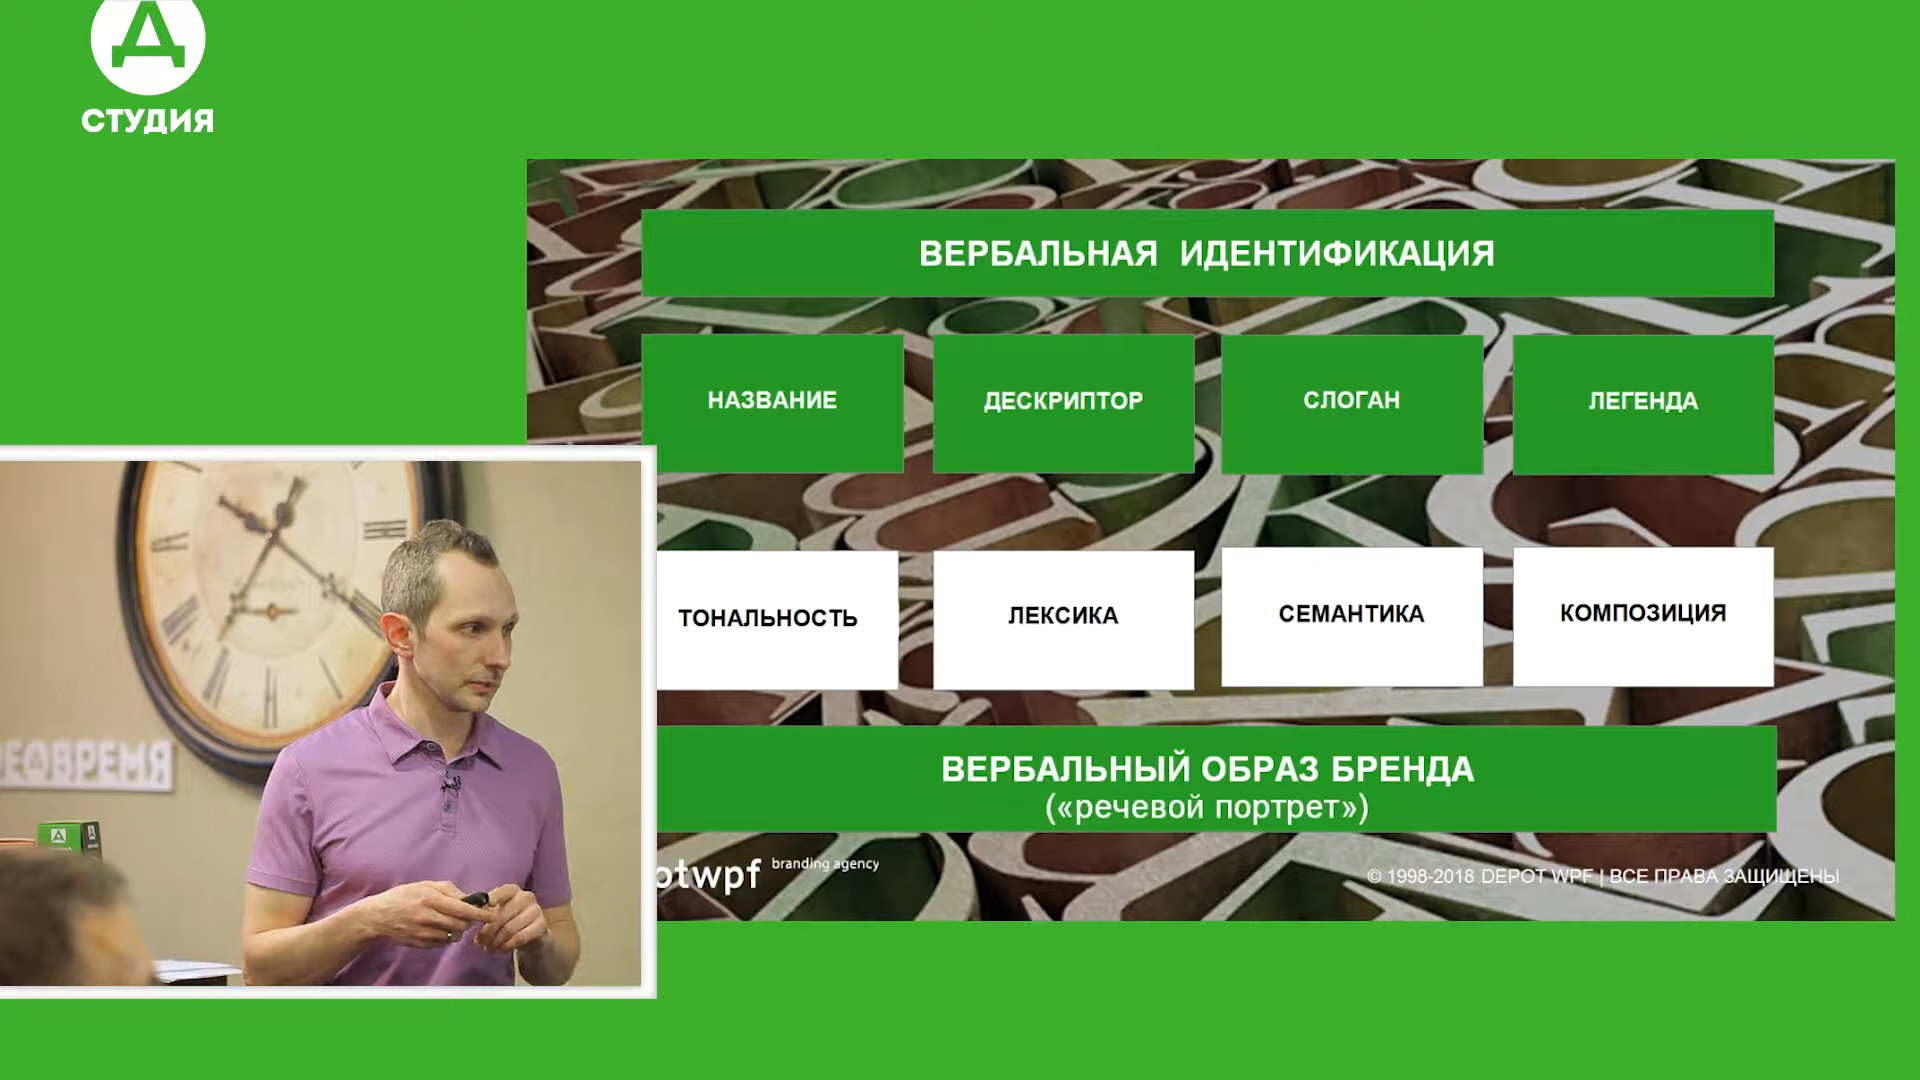 Д
СТУДИЯ
ВЕРБАЛЬНАЯ ИДЕНТИФИКАЦИЯ
НАЗВАНИЕ
ДЕСКРИПТОР
СЛОГАН
ЛЕГЕНДА
ТОНАЛЬНОСТЬ
ЛЕКСИКА
СЕМАНТИКА
КОМПОЗИЦИЯ
ВЕРБАЛЬНЫЙ ОБРАЗ БРЕНДА
(«речевой портрет»)
otwpf branding agency
© 1998-2018 DEPOT WPF | ВСЕ ПРАВА ЗАЩИЩЕНЫ